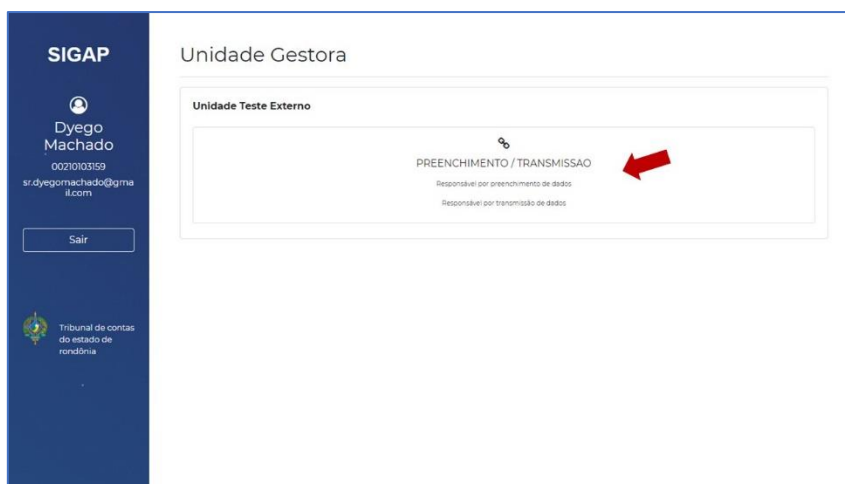 SIGAP
Dyego
Machado
00210103159
sr.dyegomachado@gma
il.com
Sair
Tribunal de contas
do estado de
rondônia
Unidade Gestora
Unidade Teste Externo
PREENCHIMENTO / TRANSMISSAO
Responsável por preenchimento de dados
Responsável por transmissão de dados